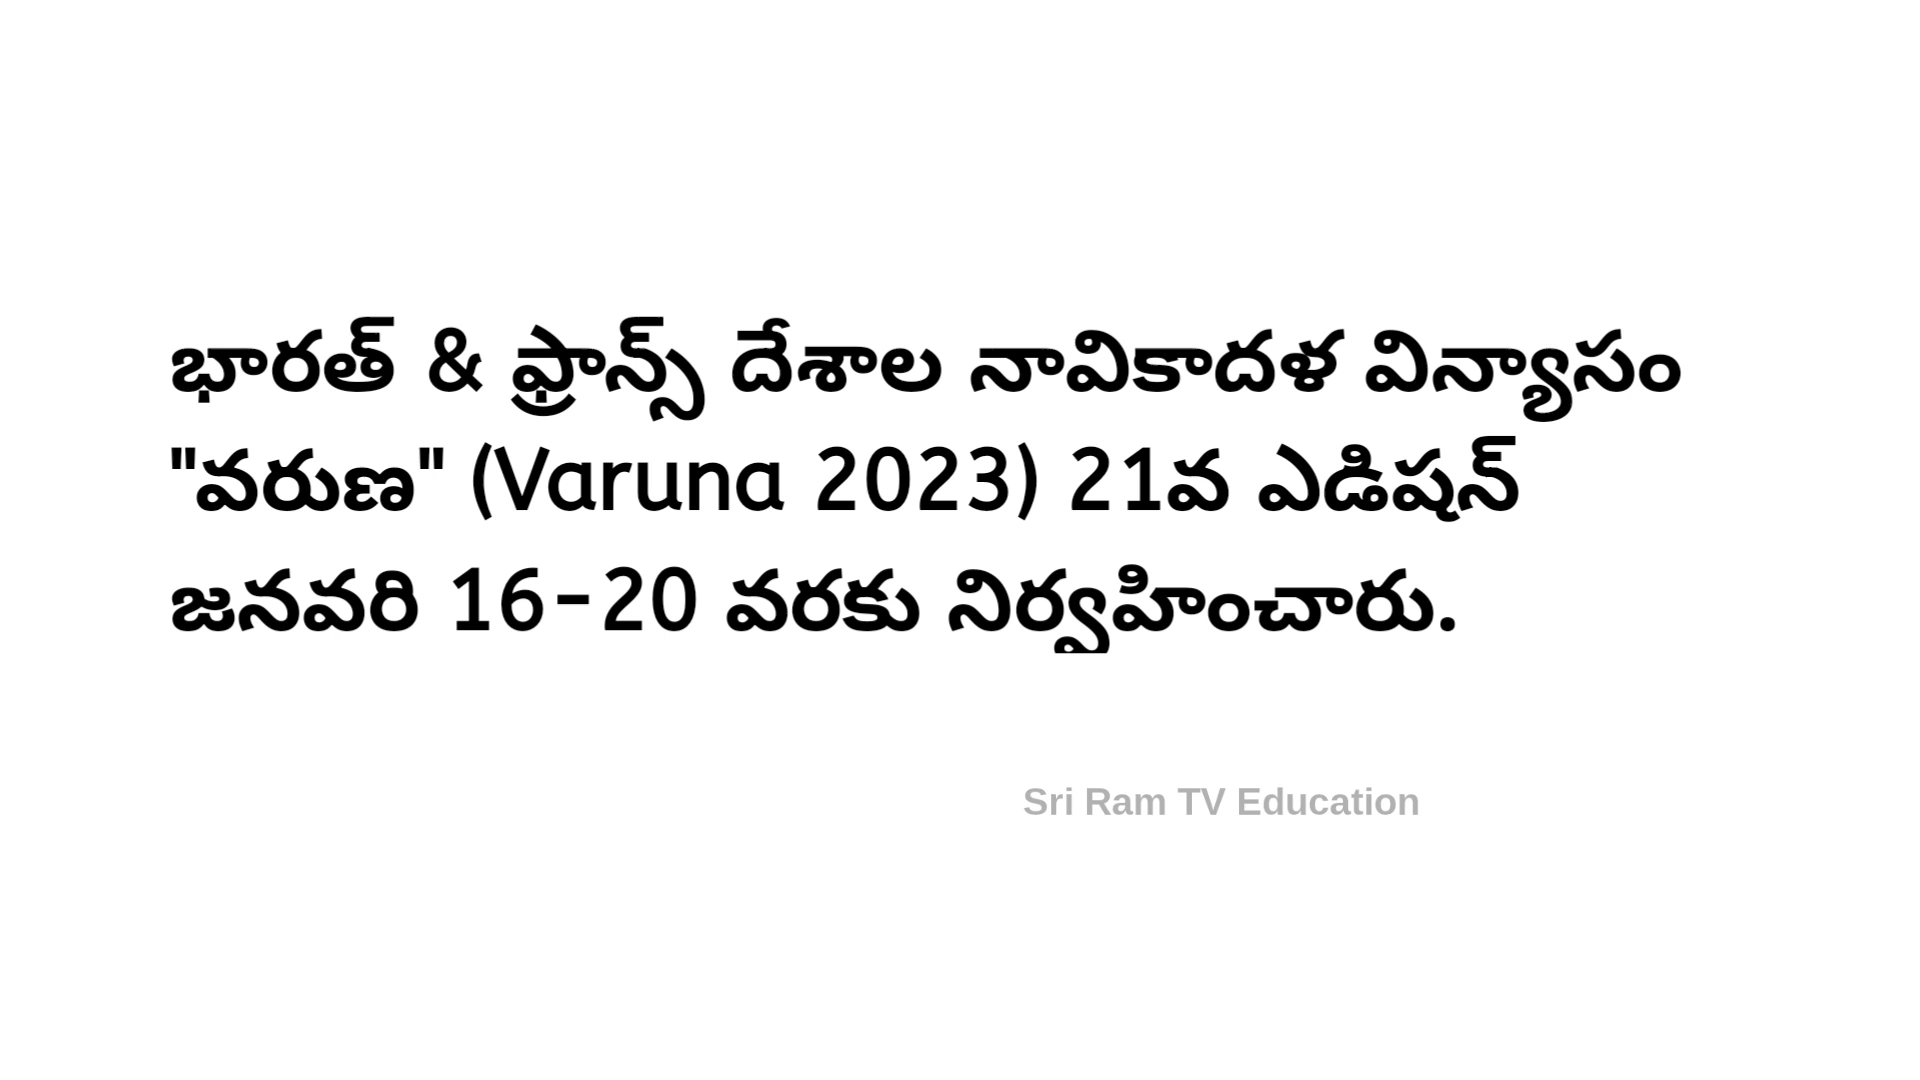 భారత్ & ఫ్రాన్స్ దేశాల నావికాదళ విన్యాసం
"వరుణ" (Varuna 2023) 21వ ఎడిషన్
జనవరి 16-20 వరకు నిర్వహించారు.
Sri Ram TV Education